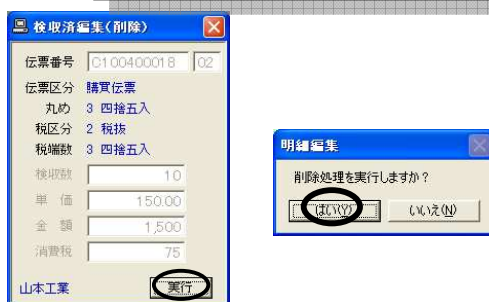 検収済編集(削除)
伝票番号 C100400018 02
伝票区分 購買伝票
丸め 3 四捨五入
税区分 2 税抜
税端数 3 四捨五入
検収数 10
単価 150.00
金額 1,500
消費税 75
山本工業 実行
明細編集
削除処理を実行しますか?
はい(Y) いいえ(N)